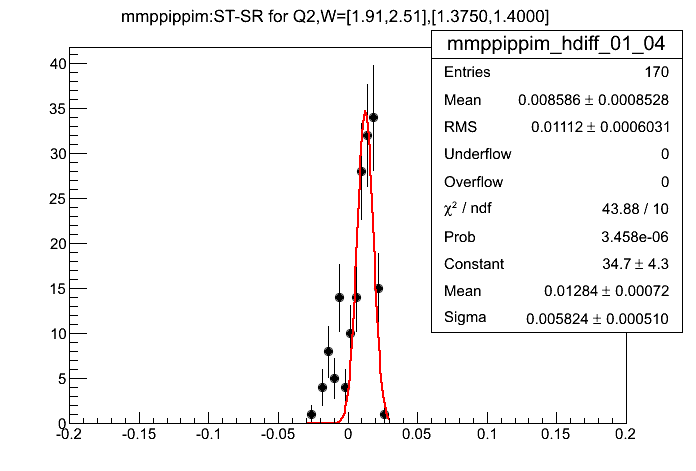 mmppippim:ST-SR for Q2,W=[1.91,2.51],[1.3750,1.4000]
mmppippim_hdiff_01_04
Entries 170
Mean 0.008586 ± 0.0008528
RMS 0.01112 ± 0.0006031
Underflow 0
Overflow 0
χ² / ndf 43.88 / 10
Prob 3.458e-06
Constant 34.7 ± 4.3
Mean 0.01284 ± 0.00072
Sigma 0.005824 ± 0.000510
40
35
30
25
20
15
10
5
0
-0.2 -0.15 -0.1 -0.05 0 0.05 0.1 0.15 0.2